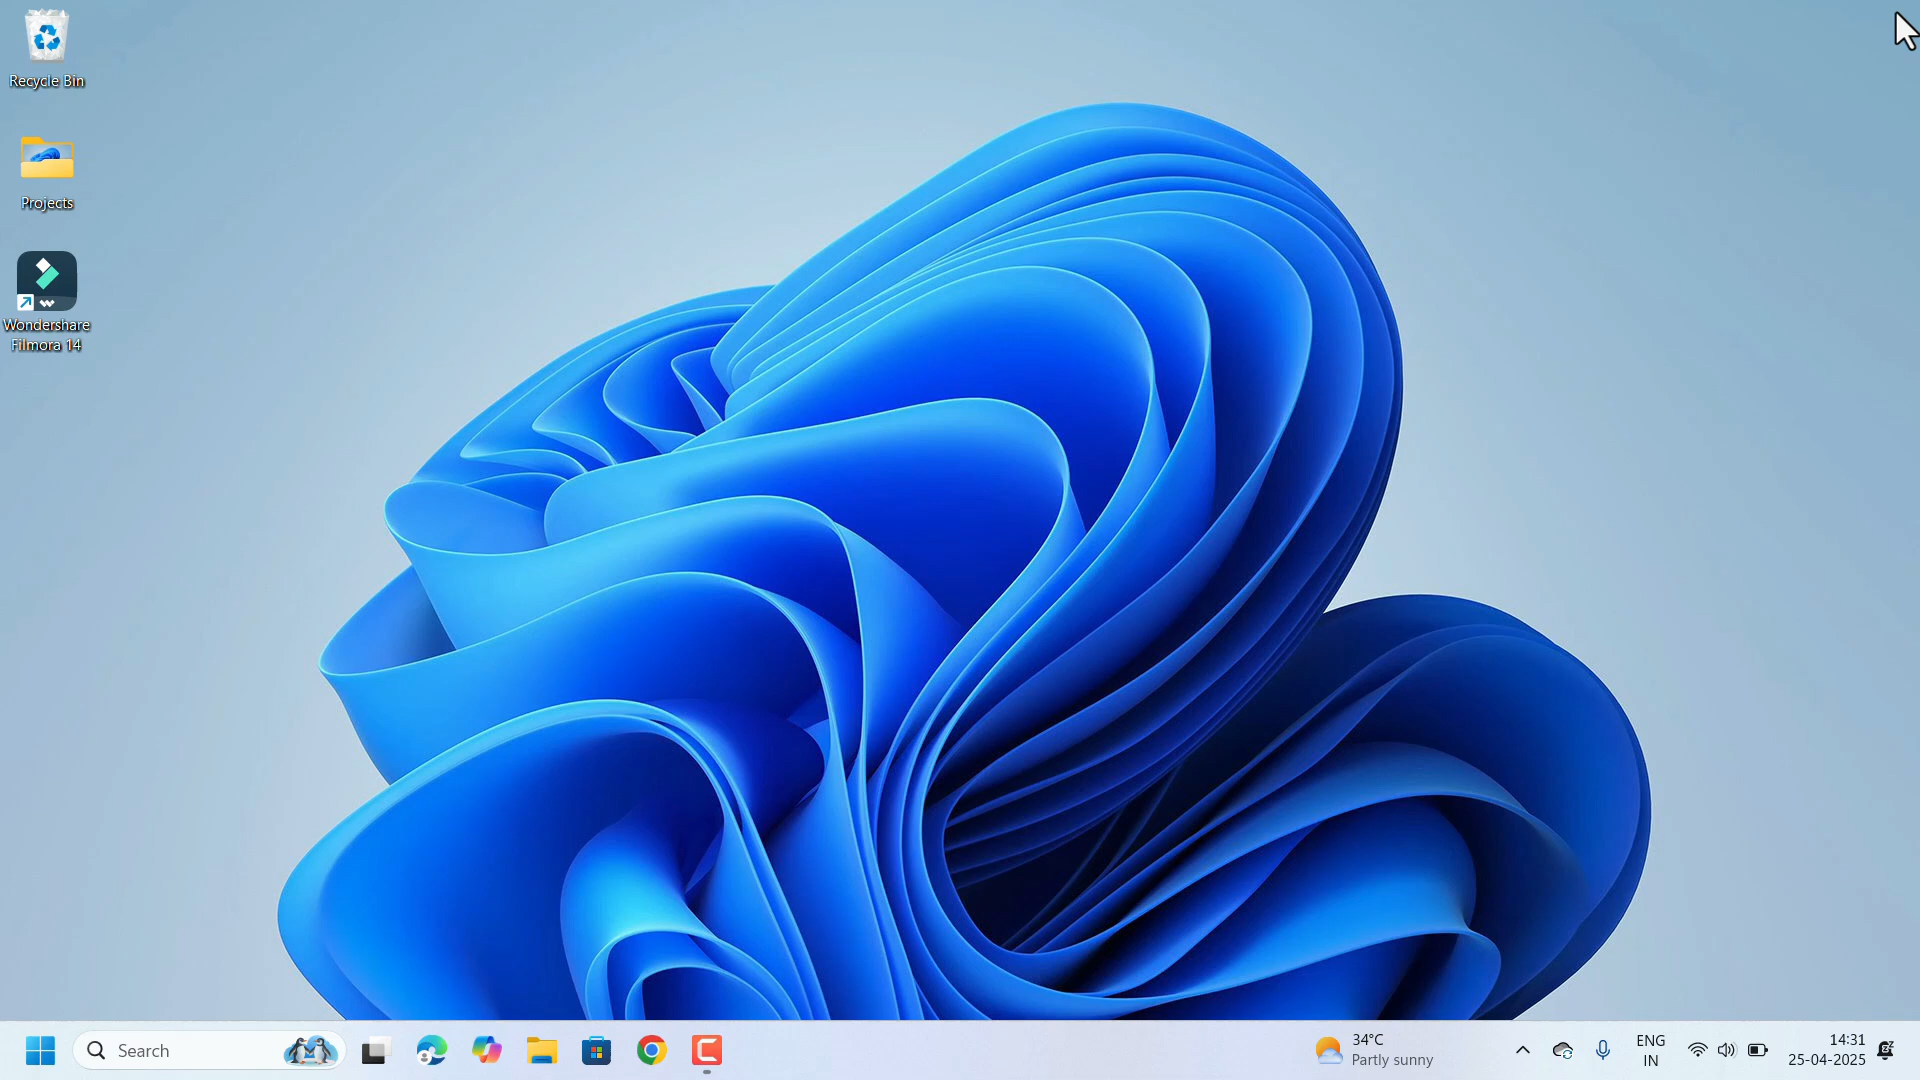 Recycle Bin
Projects
Wondershare
Filmora 14
Search
34°C
Partly sunny
ENG
IN
14:31
25-04-2025